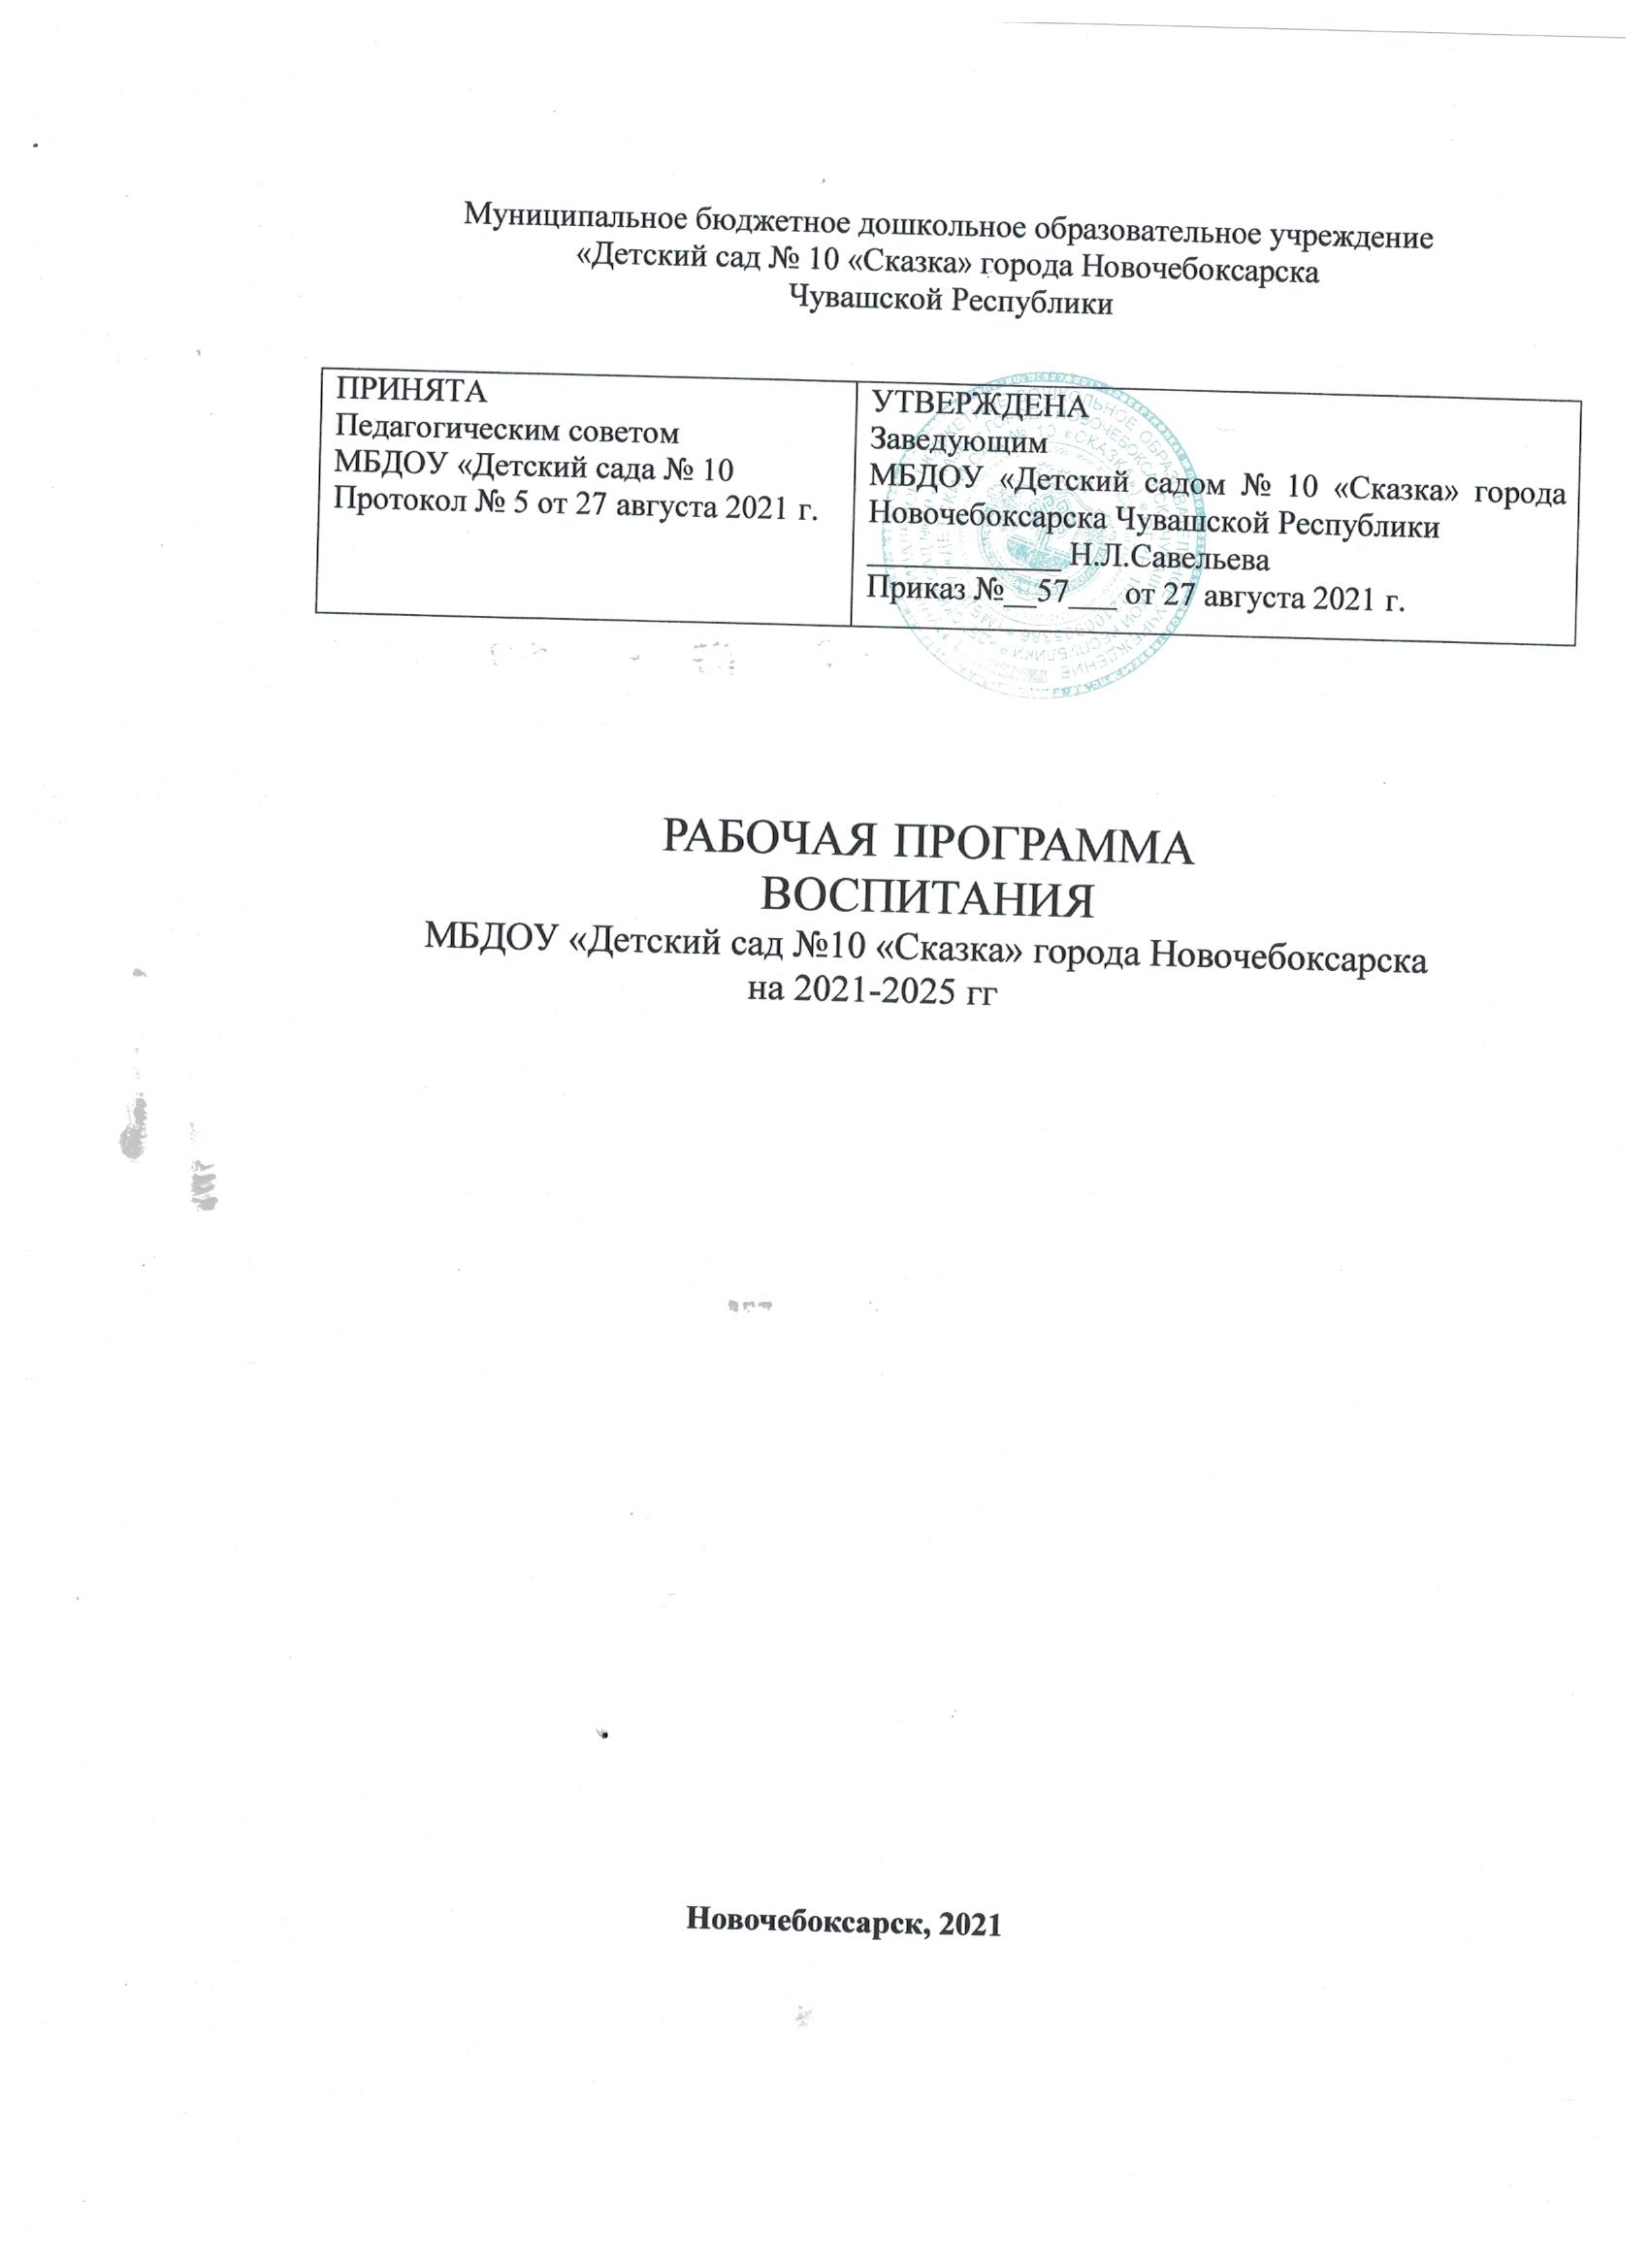 Муниципальное бюджетное дошкольное образовательное учреждение
«Детский сад № 10 «Сказка» города Новочебоксарска
Чувашской Республики
ПРИНЯТА
Педагогическим советом
МБДОУ «Детский сада № 10
Протокол № 5 от 27 августа 2021 г.
УТВЕРЖДЕНА
Заведующим
МБДОУ «Детский садом № 10 «Сказка» города
Новочебоксарска Чувашской Республики
____________ Н.Л.Савельева
Приказ №__57___ от 27 августа 2021 г.
РАБОЧАЯ ПРОГРАММА
ВОСПИТАНИЯ
МБДОУ «Детский сад №10 «Сказка» города Новочебоксарска
на 2021-2025 гг
Новочебоксарск, 2021